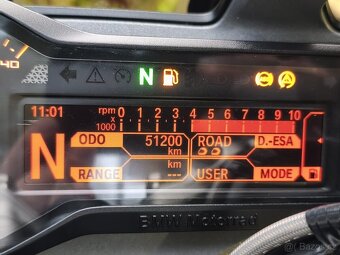 40
N
11:01 rpm x 1000 0 1 2 3 4 5 6 7 8 9 10
N
ODO 51200 km ROAD D.-ESA
km
RANGE --- USER MODE
BMW Motorrad